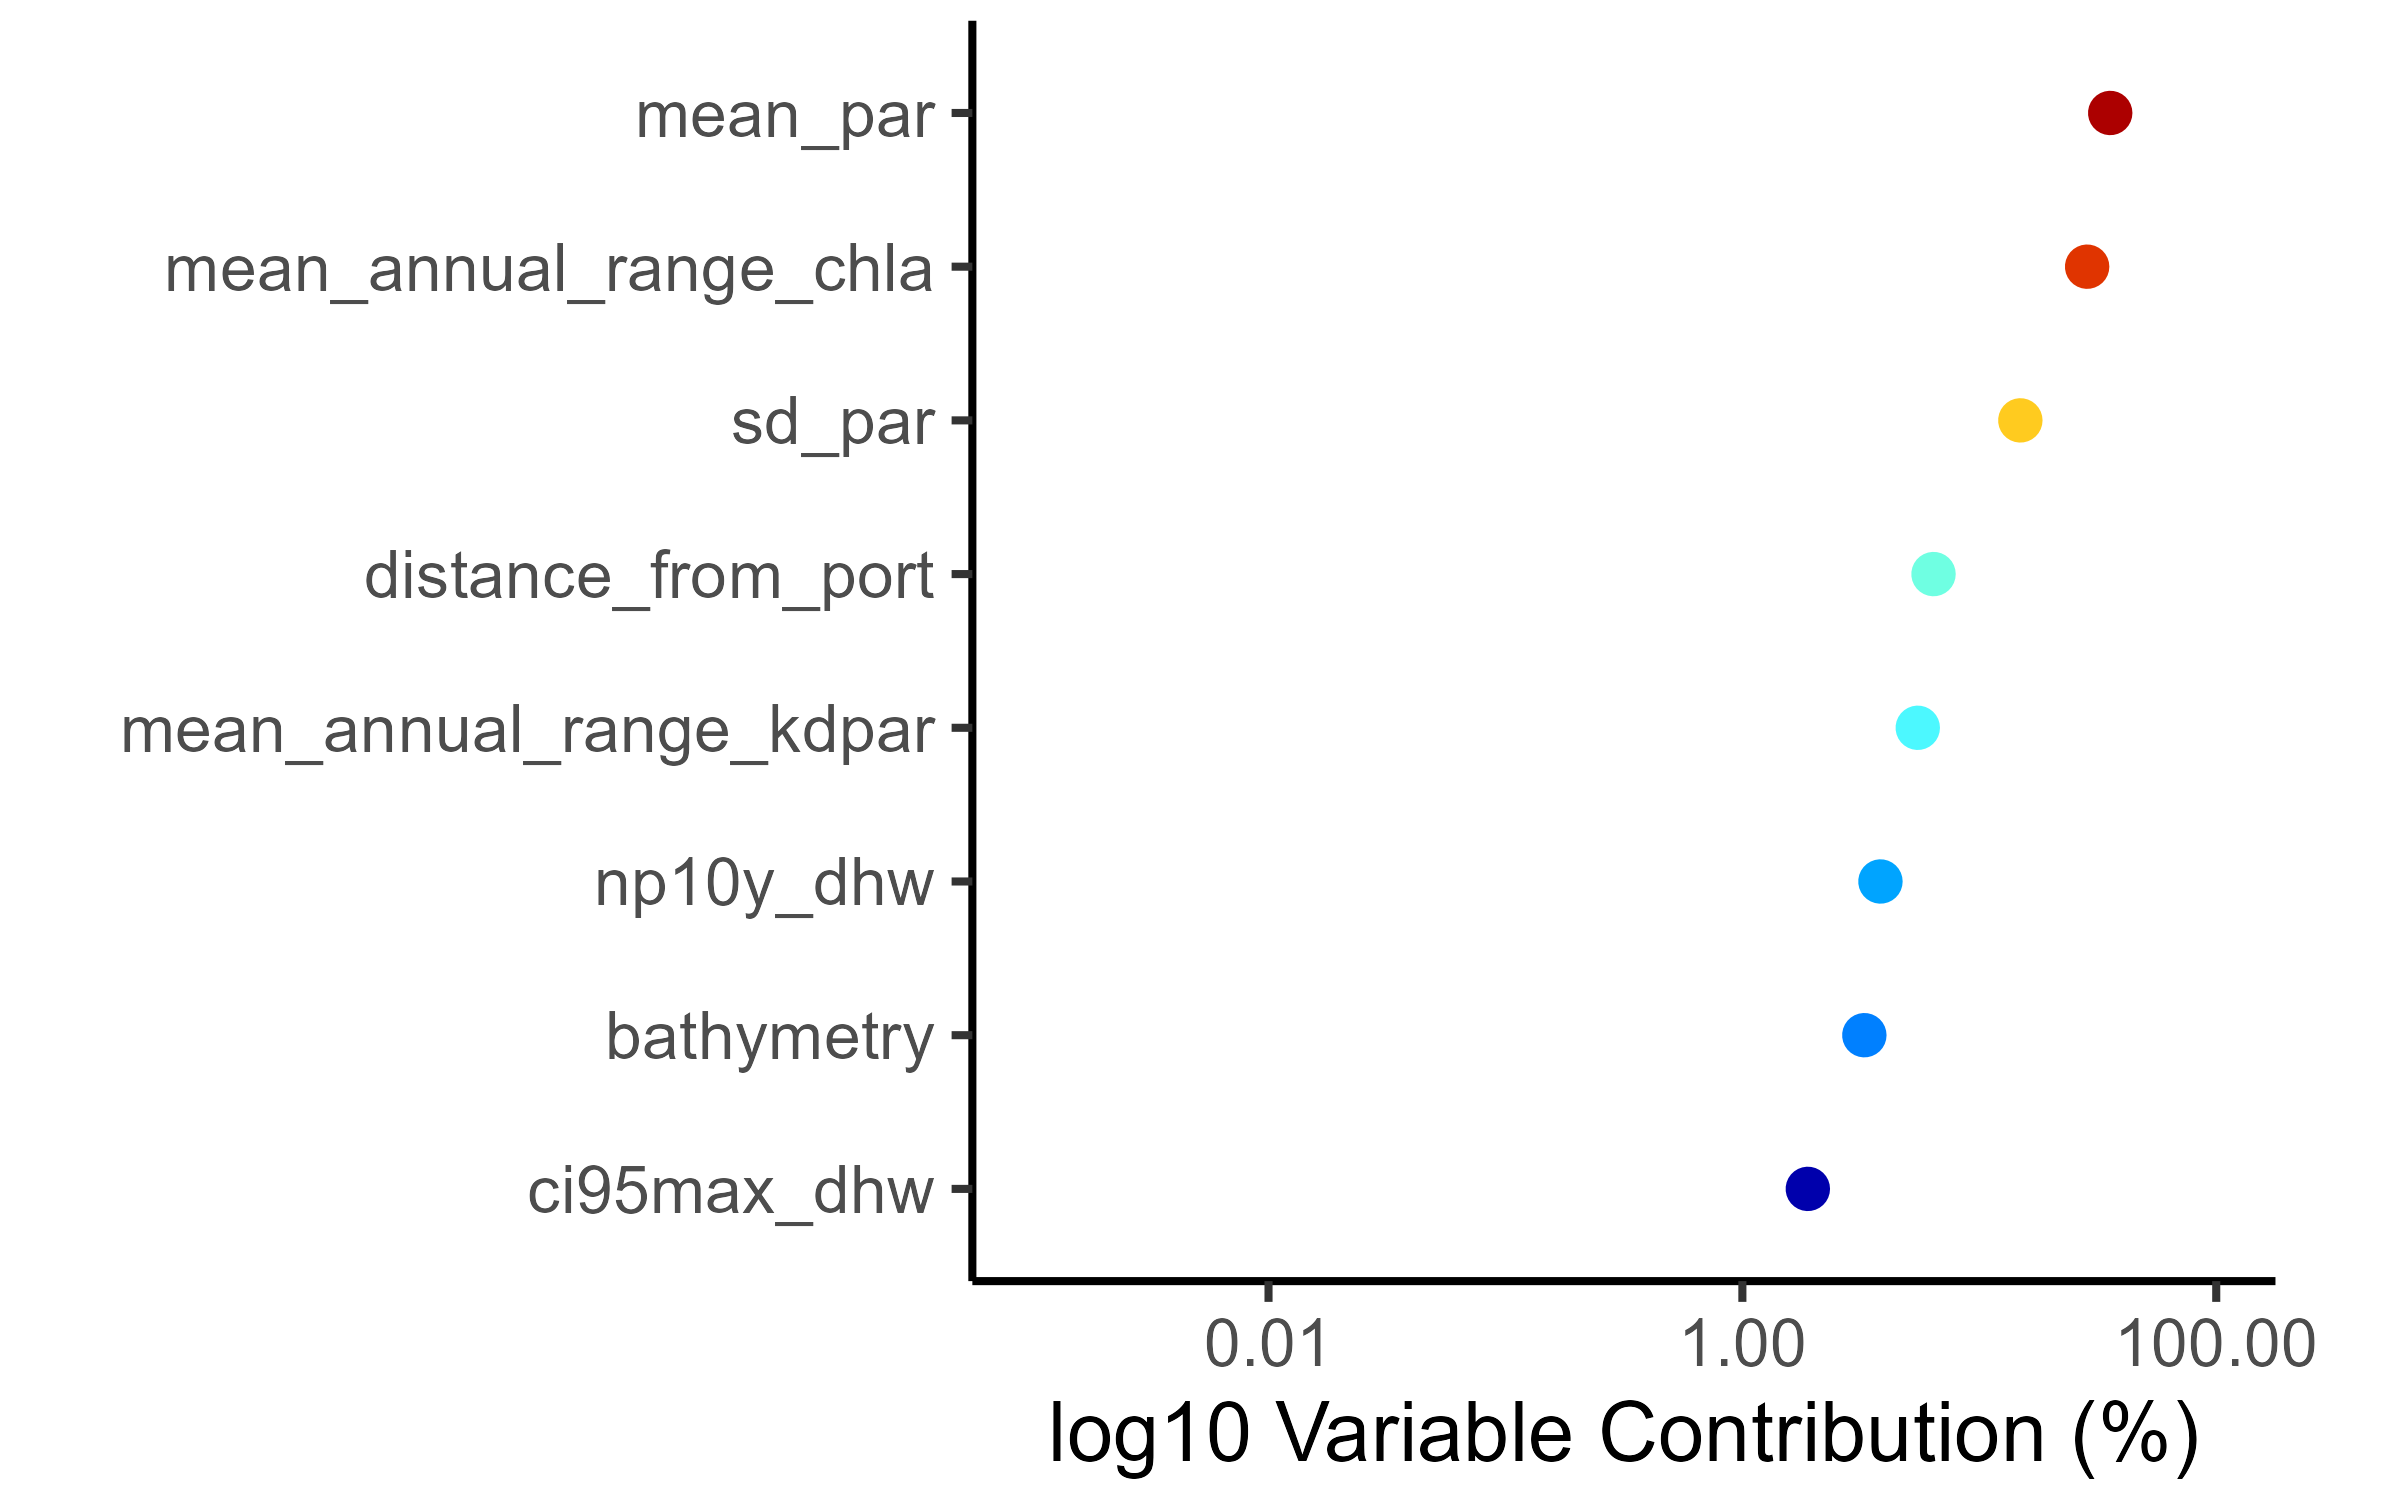 mean_par
mean_annual_range_chla
sd_par
distance_from_port
mean_annual_range_kdpar
np10y_dhw
bathymetry
ci95max_dhw
0.01 1.00 100.00
log10 Variable Contribution (%)